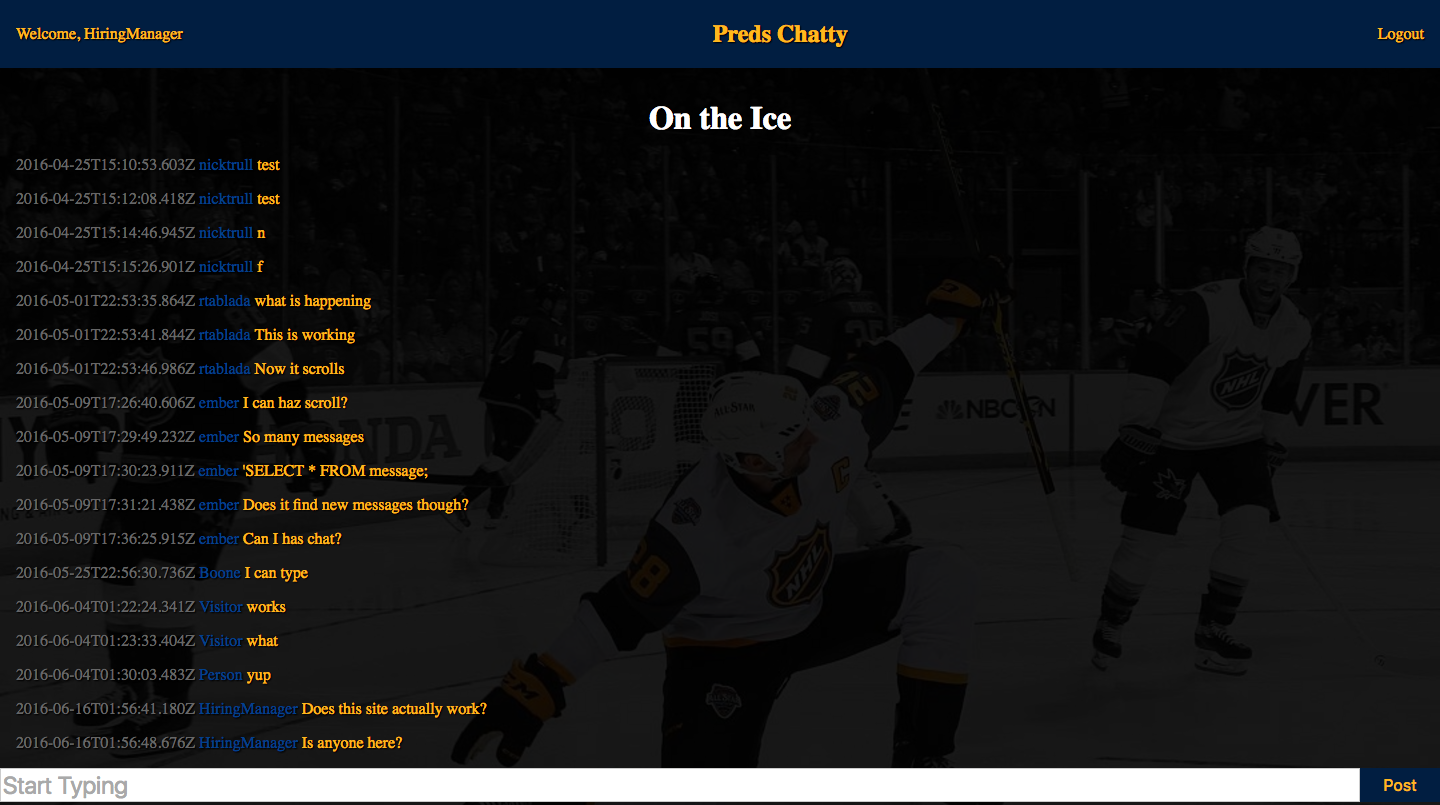 Welcome, HiringManager
Preds Chatty
Logout
On the Ice
2016-04-25T15:10:53.603Z nicktrull test
2016-04-25T15:12:08.418Z nicktrull test
2016-04-25T15:14:46.945Z nicktrull n
2016-04-25T15:15:26.901Z nicktrull f
2016-05-01T22:53:35.864Z rtablada what is happening
2016-05-01T22:53:41.844Z rtablada This is working
2016-05-01T22:53:46.986Z rtablada Now it scrolls
2016-05-09T17:26:40.606Z ember I can haz scroll?
2016-05-09T17:29:49.232Z ember So many messages
2016-05-09T17:30:23.911Z ember 'SELECT * FROM message;
2016-05-09T17:31:21.438Z ember Does it find new messages though?
2016-05-09T17:36:25.915Z ember Can I has chat?
2016-05-25T22:56:30.736Z Boone I can type
2016-06-04T01:22:24.341Z Visitor works
2016-06-04T01:23:33.404Z Visitor what
2016-06-04T01:30:03.483Z Person yup
2016-06-16T01:56:41.180Z HiringManager Does this site actually work?
2016-06-16T01:56:48.676Z HiringManager Is anyone here?
Start Typing
Post
59
ALL STAR
NBCSN
VER
NHL
NHL
C
28